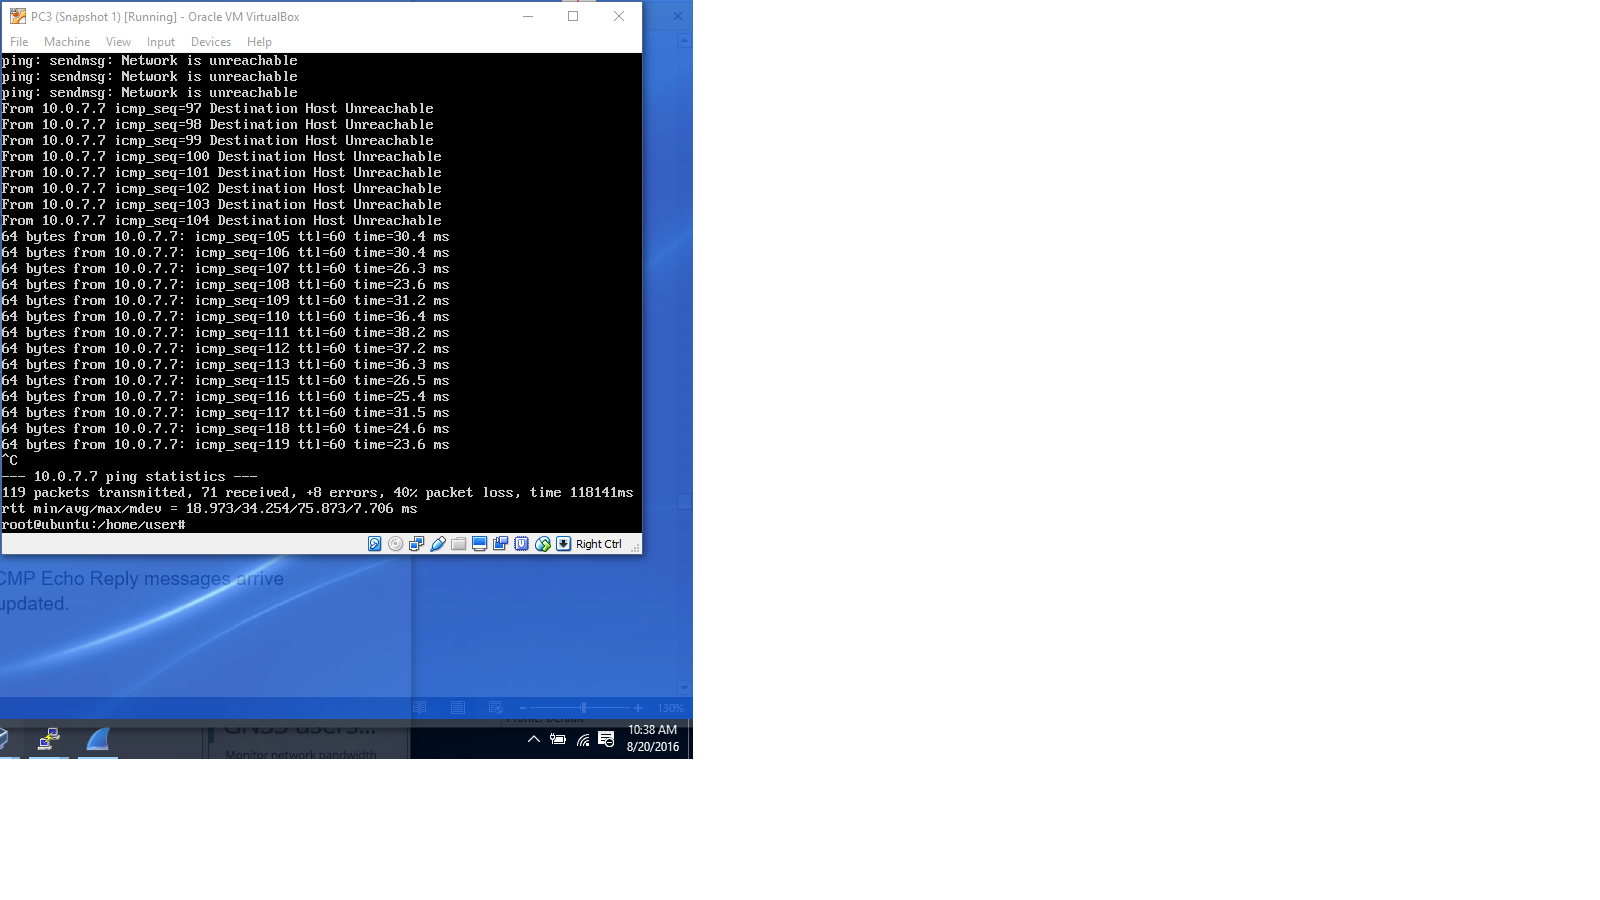 PC3 (Snapshot 1) [Running] - Oracle VM VirtualBox
File Machine View Input Devices Help
ping: sendmsg: Network is unreachable
ping: sendmsg: Network is unreachable
ping: sendmsg: Network is unreachable
From 10.0.7.7 icmp_seq=97 Destination Host Unreachable
From 10.0.7.7 icmp_seq=98 Destination Host Unreachable
From 10.0.7.7 icmp_seq=99 Destination Host Unreachable
From 10.0.7.7 icmp_seq=100 Destination Host Unreachable
From 10.0.7.7 icmp_seq=101 Destination Host Unreachable
From 10.0.7.7 icmp_seq=102 Destination Host Unreachable
From 10.0.7.7 icmp_seq=103 Destination Host Unreachable
From 10.0.7.7 icmp_seq=104 Destination Host Unreachable
64 bytes from 10.0.7.7: icmp_seq=105 ttl=60 time=30.4 ms
64 bytes from 10.0.7.7: icmp_seq=106 ttl=60 time=30.4 ms
64 bytes from 10.0.7.7: icmp_seq=107 ttl=60 time=26.3 ms
64 bytes from 10.0.7.7: icmp_seq=108 ttl=60 time=23.6 ms
64 bytes from 10.0.7.7: icmp_seq=109 ttl=60 time=31.2 ms
64 bytes from 10.0.7.7: icmp_seq=110 ttl=60 time=36.4 ms
64 bytes from 10.0.7.7: icmp_seq=111 ttl=60 time=38.2 ms
64 bytes from 10.0.7.7: icmp_seq=112 ttl=60 time=37.2 ms
64 bytes from 10.0.7.7: icmp_seq=113 ttl=60 time=36.3 ms
64 bytes from 10.0.7.7: icmp_seq=115 ttl=60 time=26.5 ms
64 bytes from 10.0.7.7: icmp_seq=116 ttl=60 time=25.4 ms
64 bytes from 10.0.7.7: icmp_seq=117 ttl=60 time=31.5 ms
64 bytes from 10.0.7.7: icmp_seq=118 ttl=60 time=24.6 ms
64 bytes from 10.0.7.7: icmp_seq=119 ttl=60 time=23.6 ms
^C
--- 10.0.7.7 ping statistics ---
119 packets transmitted, 71 received, +8 errors, 40% packet loss, time 118141ms
rtt min/avg/max/mdev = 18.973/34.254/75.873/7.706 ms
root@ubuntu:/home/user#
Right Ctrl
CMP Echo Reply messages arrive
updated.
130%
Profile: Default
GNS3 users...
Monitor network bandwidth
10:38 AM
8/20/2016